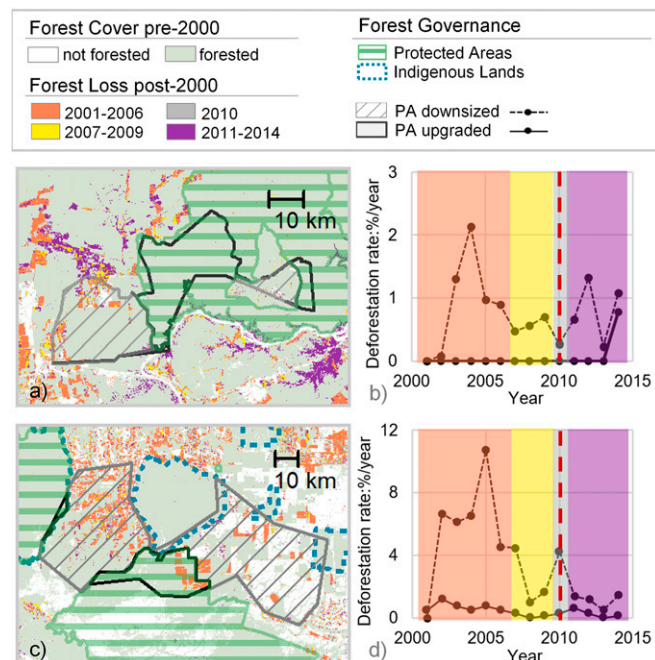 Forest Cover pre-2000
not forested
forested
Forest Loss post-2000
2001-2006
2010
2007-2009
2011-2014
Forest Governance
Protected Areas
Indigenous Lands
PA downsized
PA upgraded
10 km
a)
Deforestation rate:%/year
3
2
1
0
2000
2005
2010
2015
Year
b)
10 km
c)
Deforestation rate:%/year
12
8
4
0
2000
2005
2010
2015
Year
d)